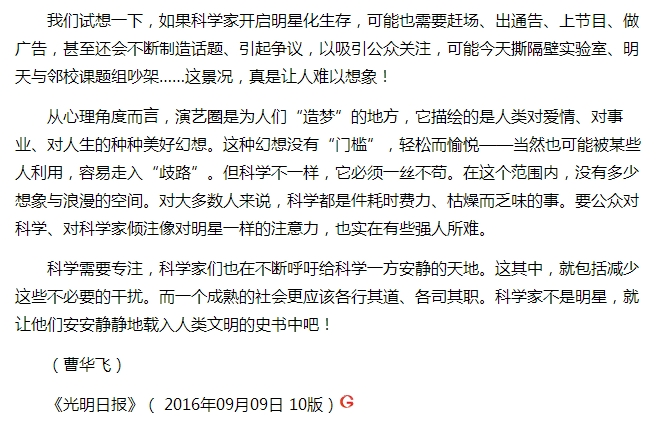 我们试想一下，如果科学家开启明星化生存，可能也需要赶场、出通告、上节目、做
广告，甚至还会不断制造话题、引起争议，以吸引公众关注，可能今天撕隔壁实验室、明
天与邻校课题组吵架……这景况，真是让人难以想象！
从心理角度而言，演艺圈是为人们“造梦”的地方，它描绘的是人类对爱情、对事
业、对人生的种种美好幻想。这种幻想没有“门槛”，轻松而愉悦——当然也可能被某些
人利用，容易走入“歧路”。但科学不一样，它必须一丝不苟。在这个范围内，没有多少
想象与浪漫的空间。对大多数人来说，科学都是件耗时费力、枯燥而乏味的事。要公众对
科学、对科学家倾注像对明星一样的注意力，也实在有些强人所难。
科学需要专注，科学家们也在不断呼吁给科学一方安静的天地。这其中，就包括减少
这些不必要的干扰。而一个成熟的社会更应该各行其道、各司其职。科学家不是明星，就
让他们安安静静地载入人类文明的史书中吧！
（曹华飞）
《光明日报》（ 2016年09月09日 10版）G